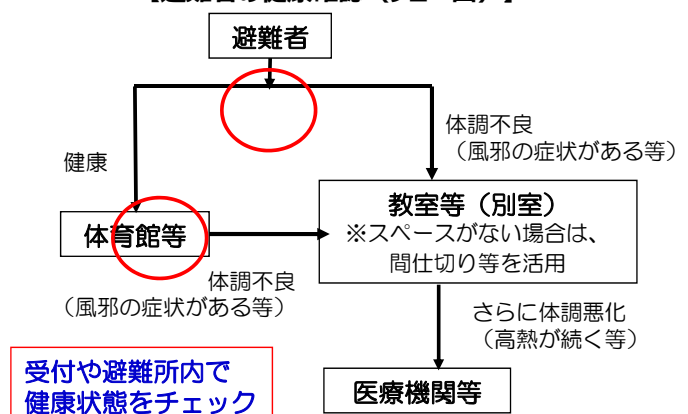 避難者
体調不良
（風邪の症状がある等）
健康
教室等（別室）
※スペースがない場合は、
間仕切り等を活用
体育館等
体調不良
（風邪の症状がある等）
さらに体調悪化
（高熱が続く等）
受付や避難所内で
健康状態をチェック
医療機関等